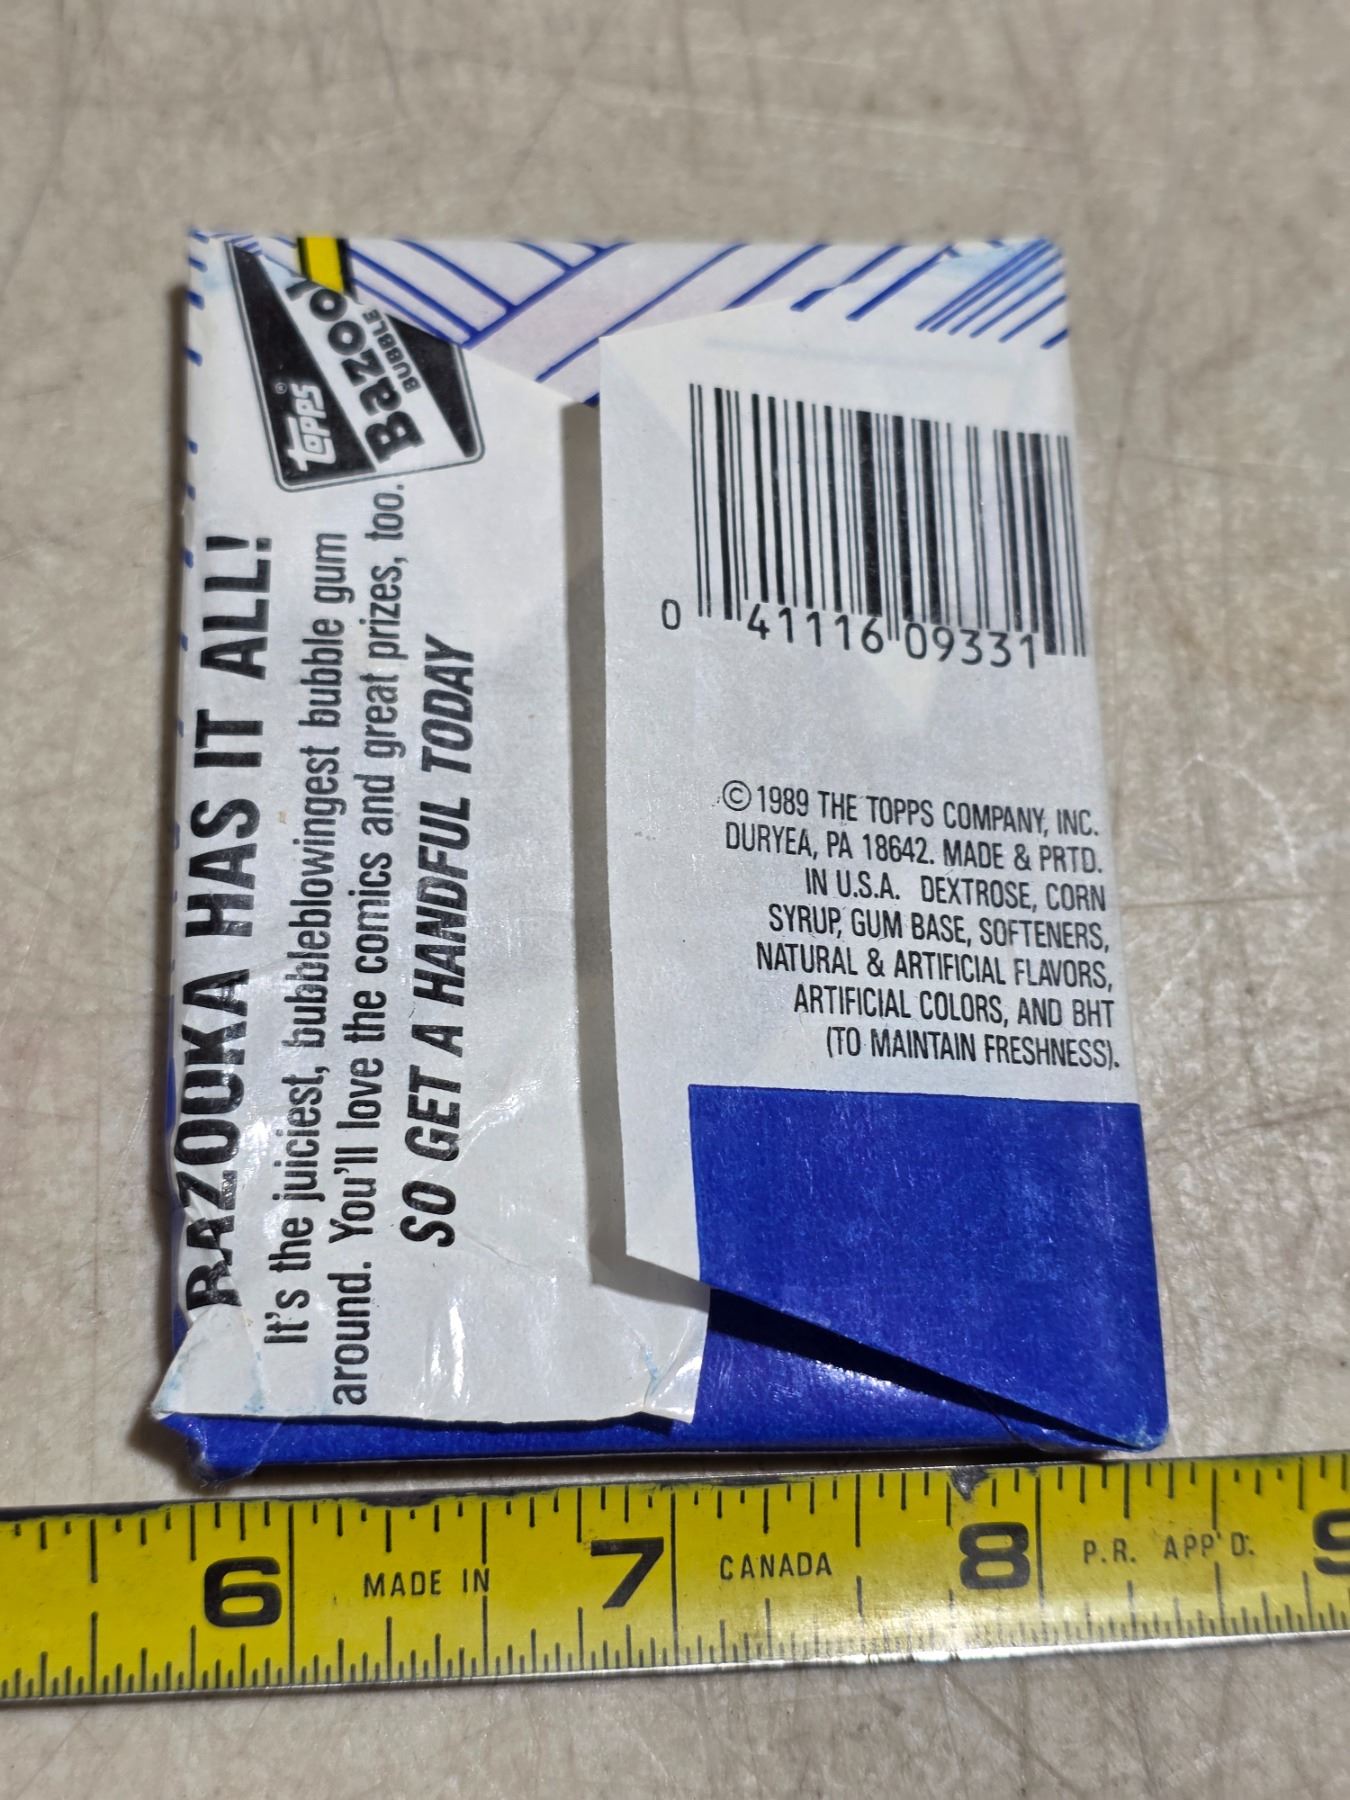 TOPPS®
Bazooka
BUBBLE
BAZOUKA HAS IT ALL!
It's the juiciest, bubbleblowingest bubble gum
around. You'll love the comics and great prizes, too.
SO GET A HANDFUL TODAY
0 41116 09331
©1989 THE TOPPS COMPANY, INC.
DURYEA, PA 18642. MADE & PRTD.
IN U.S.A. DEXTROSE, CORN
SYRUP, GUM BASE, SOFTENERS,
NATURAL & ARTIFICIAL FLAVORS,
ARTIFICIAL COLORS, AND BHT
(TO MAINTAIN FRESHNESS).
6 MADE IN 7 CANADA 8 P.R. APP'D. 9